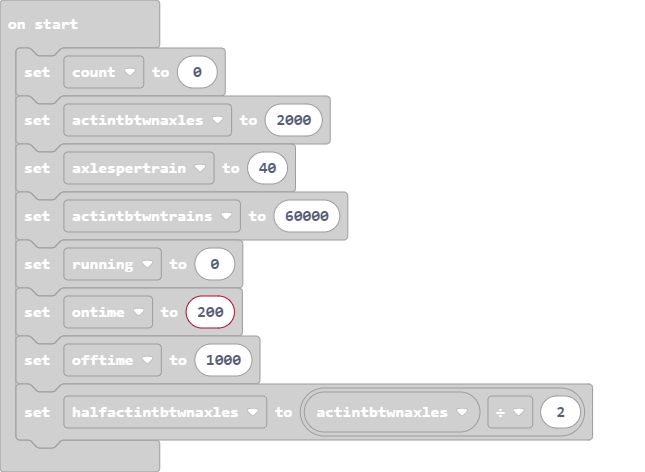 on start
set count to 0
set actintbtwnaxles to 2000
set axlespertrain to 40
set actintbtwntrains to 60000
set running to 0
set ontime to 200
set offtime to 1000
set halfactintbtwnaxles to actintbtwnaxles ÷ 2